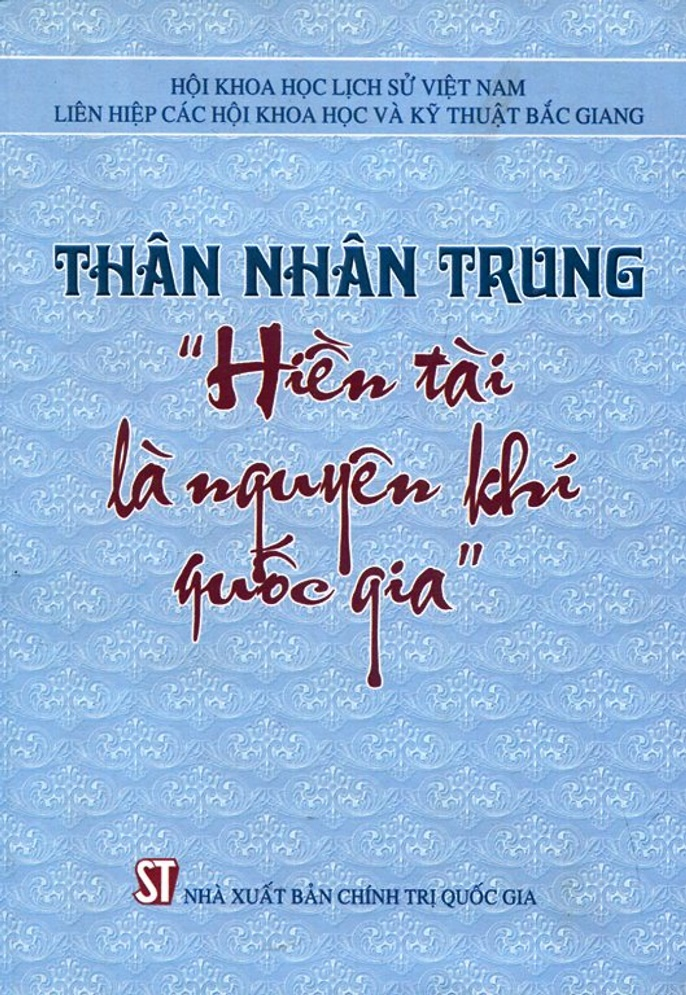 HỘI KHOA HỌC LỊCH SỬ VIỆT NAM
LIÊN HIỆP CÁC HỘI KHOA HỌC VÀ KỸ THUẬT BẮC GIANG
THÂN NHÂN TRUNG
"Hiền tài
là nguyên khí
quốc gia"
ST NHÀ XUẤT BẢN CHÍNH TRỊ QUỐC GIA